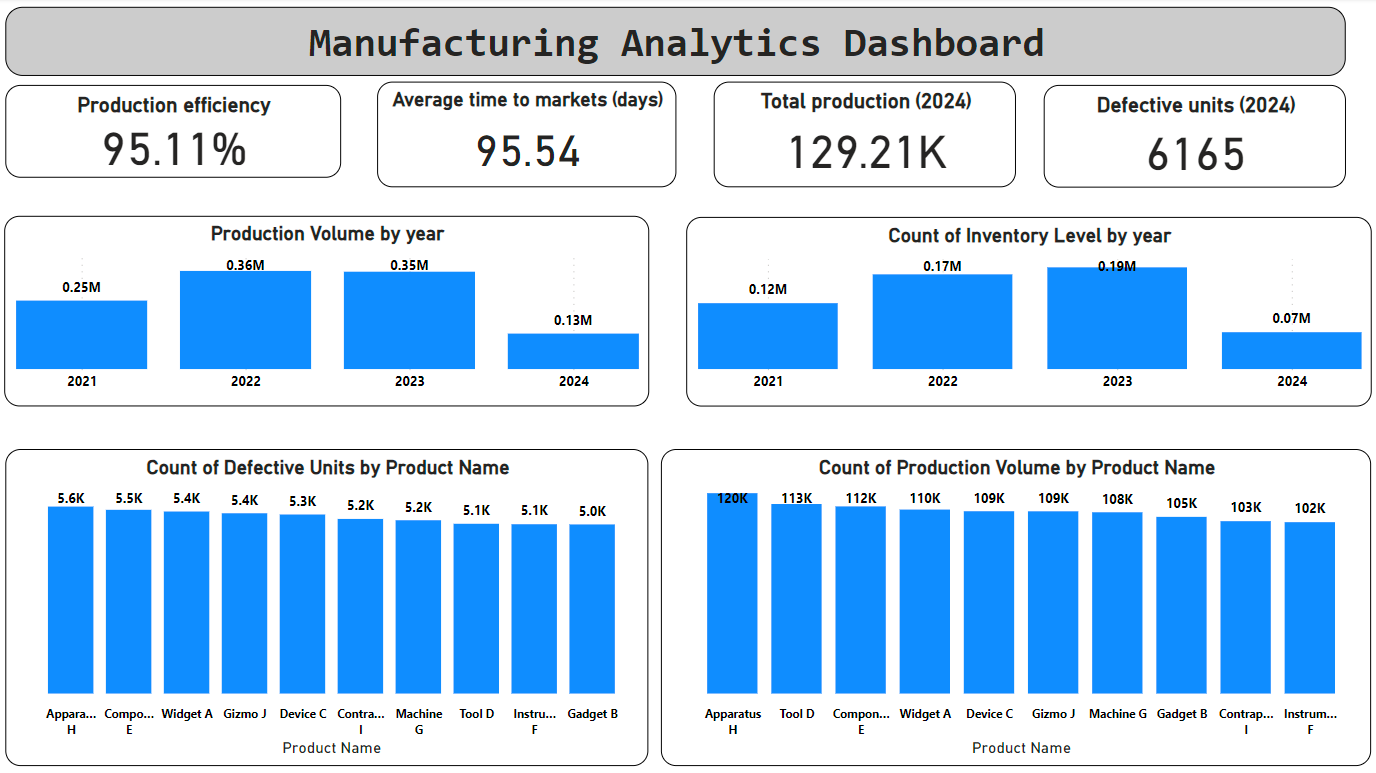 Manufacturing Analytics Dashboard
Production efficiency
95.11%
Average time to markets (days)
95.54
Total production (2024)
129.21K
Defective units (2024)
6165
Production Volume by year
0.25M
0.36M
0.35M
0.13M
2021
2022
2023
2024
Count of Inventory Level by year
0.12M
0.17M
0.19M
0.07M
2021
2022
2023
2024
Count of Defective Units by Product Name
5.6K
5.5K
5.4K
5.4K
5.3K
5.2K
5.2K
5.1K
5.1K
5.0K
Appara...
H
Compo...
E
Widget A
Gizmo J
Device C
Contra...
I
Machine
G
Tool D
Instru...
F
Gadget B
Product Name
Count of Production Volume by Product Name
120K
113K
112K
110K
109K
109K
108K
105K
103K
102K
Apparatus
H
Tool D
Compon...
E
Widget A
Device C
Gizmo J
Machine G
Gadget B
Contrap...
I
Instrum...
F
Product Name